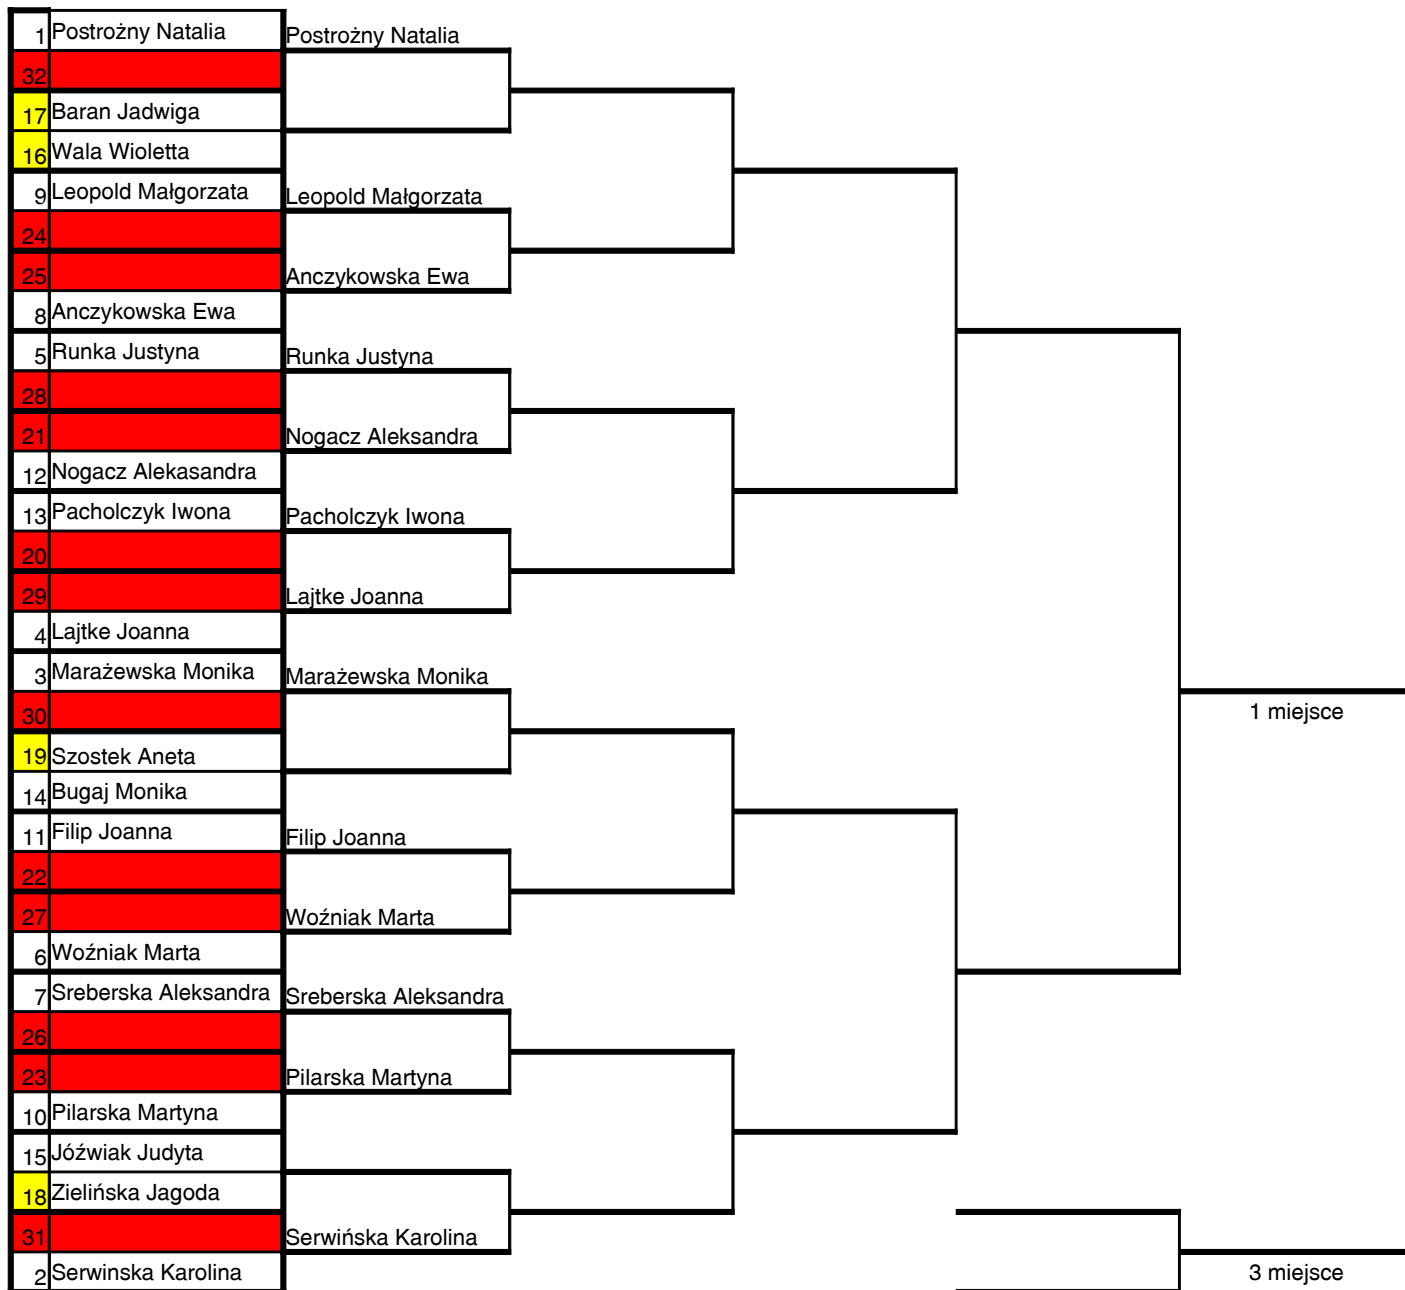 1 Postrożny Natalia Postrożny Natalia
32
17 Baran Jadwiga
16 Wala Wioletta
9 Leopold Małgorzata Leopold Małgorzata
24
25 Anczykowska Ewa
8 Anczykowska Ewa
5 Runka Justyna Runka Justyna
28
21 Nogacz Aleksandra
12 Nogacz Alekasandra
13 Pacholczyk Iwona Pacholczyk Iwona
20
29 Lajtke Joanna
4 Lajtke Joanna
3 Marażewska Monika Marażewska Monika
30 1 miejsce
19 Szostek Aneta
14 Bugaj Monika
11 Filip Joanna Filip Joanna
22
27 Woźniak Marta
6 Woźniak Marta
7 Sreberska Aleksandra Sreberska Aleksandra
26
23 Pilarska Martyna
10 Pilarska Martyna
15 Jóźwiak Judyta
18 Zielińska Jagoda
31 Serwińska Karolina
2 Serwinska Karolina 3 miejsce